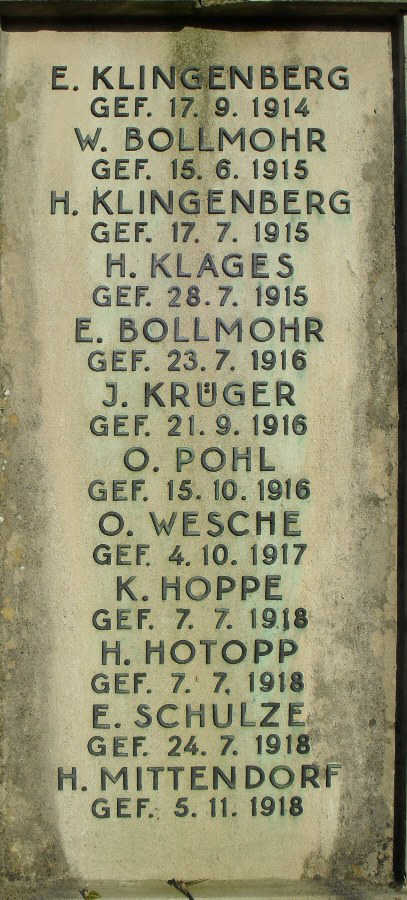 E. KLINGENBERG
GEF. 17. 9. 1914
W. BOLLMOHR
GEF. 15. 6. 1915
H. KLINGENBERG
GEF. 17. 7. 1915
H. KLAGES
GEF. 28. 7. 1915
E. BOLLMOHR
GEF. 23. 7. 1916
J. KRÜGER
GEF. 21. 9. 1916
O. POHL
GEF. 15. 10. 1916
O. WESCHE
GEF. 4. 10. 1917
K. HOPPE
GEF. 7. 7. 1918
H. HOTOPP
GEF. 7. 7. 1918
E. SCHULZE
GEF. 24. 7. 1918
H. MITTENDORF
GEF. 5. 11. 1918